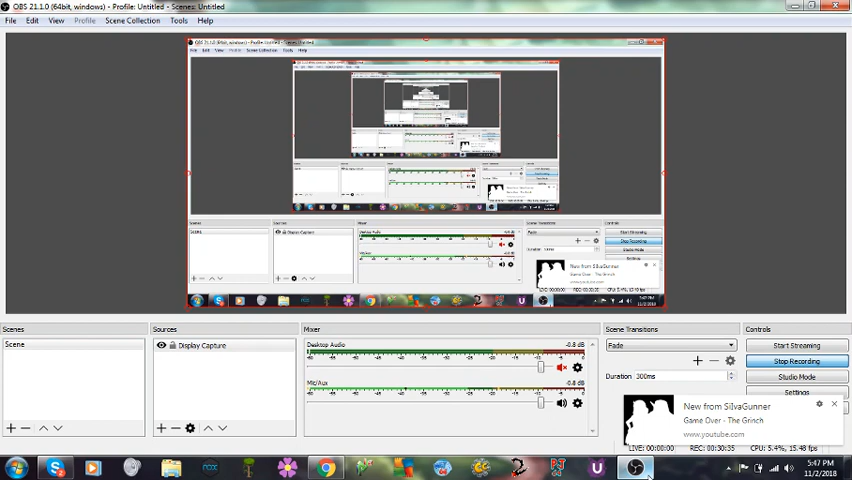 OBS 21.1.0 (64bit, windows) - Profile: Untitled - Scenes: Untitled
File Edit View Profile Scene Collection Tools Help
Scenes
Scene
Sources
Display Capture
Mixer
Desktop Audio -0.8 dB
Mic/Aux -0.8 dB
Scene Transitions
Fade
Duration 300ms
Controls
Start Streaming
Stop Recording
Studio Mode
Settings
New from SiIvaGunner
Game Over - The Grinch
www.youtube.com
LIVE: 00:00:00 REC: 00:30:35 CPU: 5.4%, 15.48 fps
nox
5:47 PM
11/2/2018